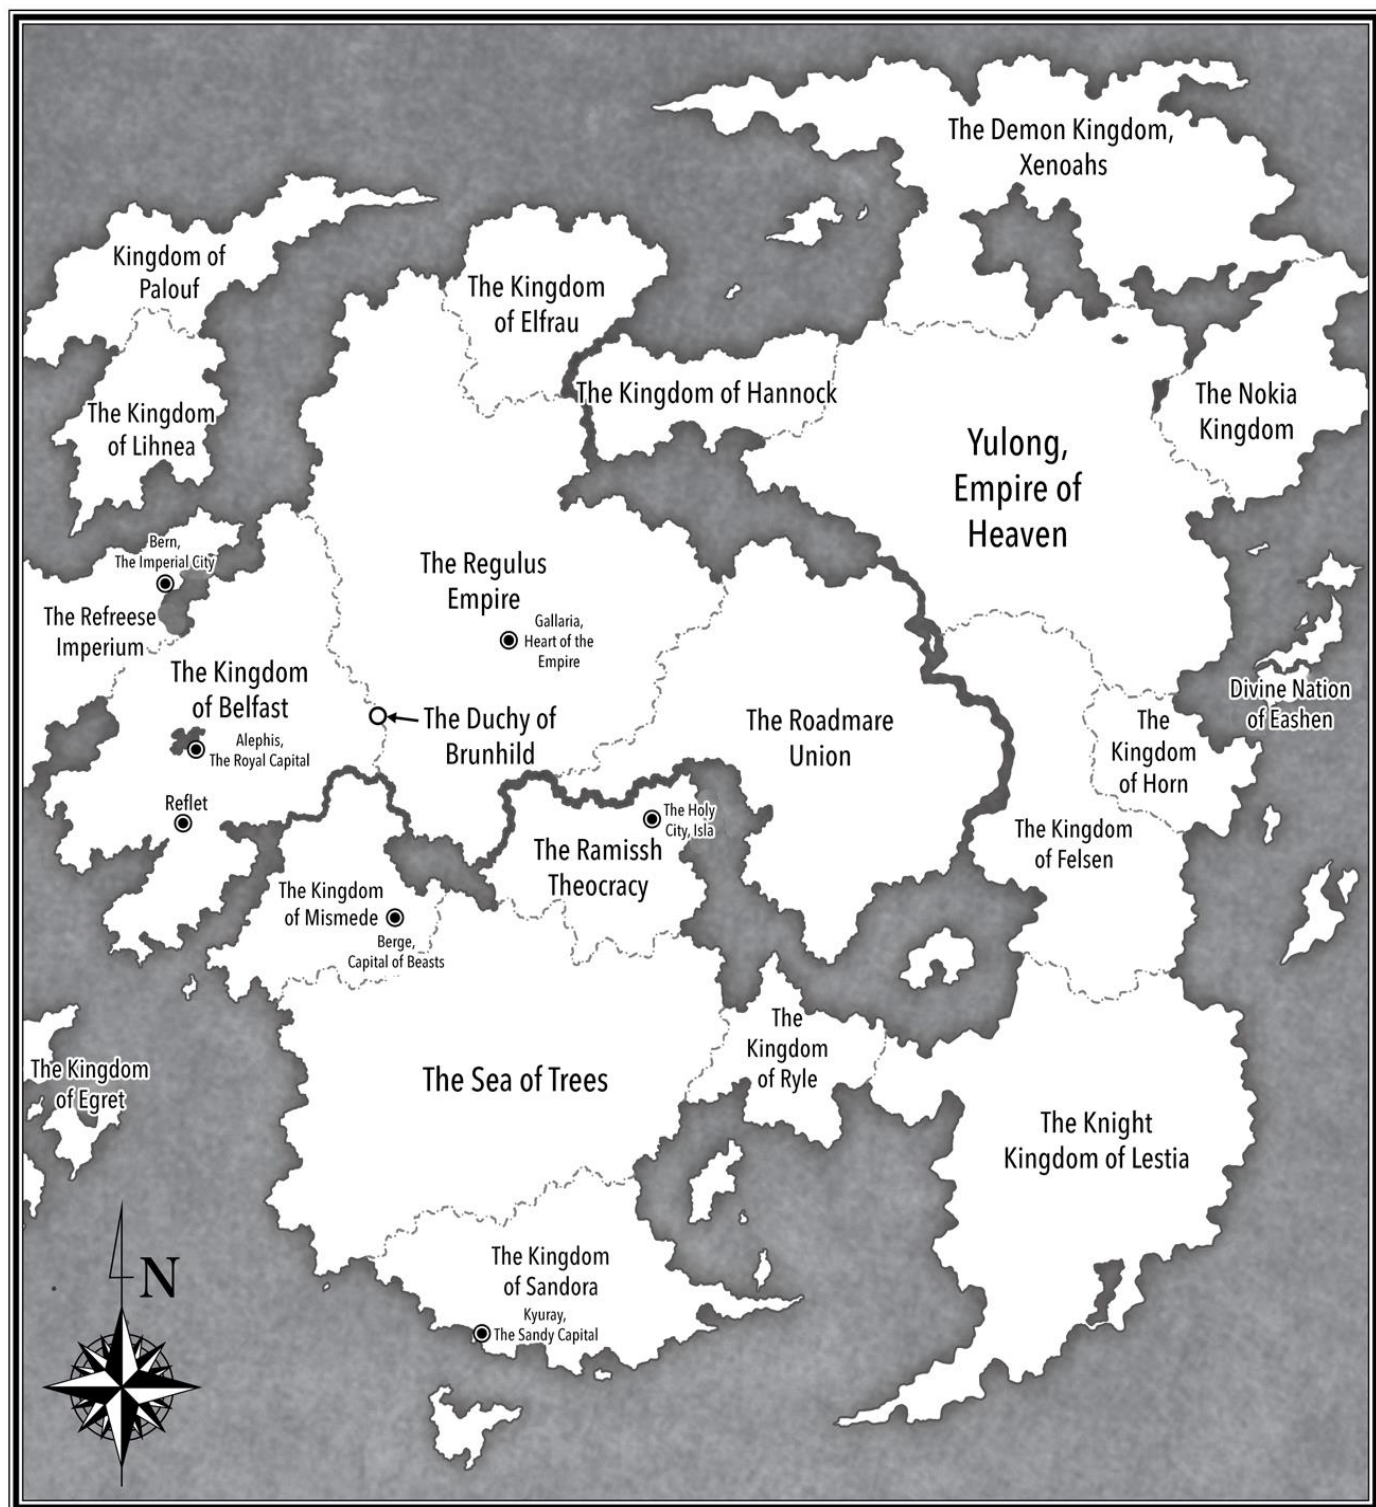 The Demon Kingdom,
Xenoahs
Kingdom of
Palouf
The Kingdom
of Elfrau
The Kingdom of Hannock
The Nokia
Kingdom
The Kingdom
of Lihnea
Yulong,
Empire of
Heaven
Bern,
The Imperial City
The Refreese
Imperium
The Regulus
Empire
Gallaria,
Heart of the
Empire
The Kingdom
of Belfast
Alephis,
The Royal Capital
The Duchy of
Brunhild
The Roadmare
Union
Divine Nation
of Eashen
The
Kingdom
of Horn
Reflet
The Holy
City, Isla
The Ramissh
Theocracy
The Kingdom
of Felsen
The Kingdom
of Mismede
Berge,
Capital of Beasts
The
Kingdom
of Ryle
The Kingdom
of Egret
The Sea of Trees
The Knight
Kingdom of Lestia
The Kingdom
of Sandora
Kyuray,
The Sandy Capital
N